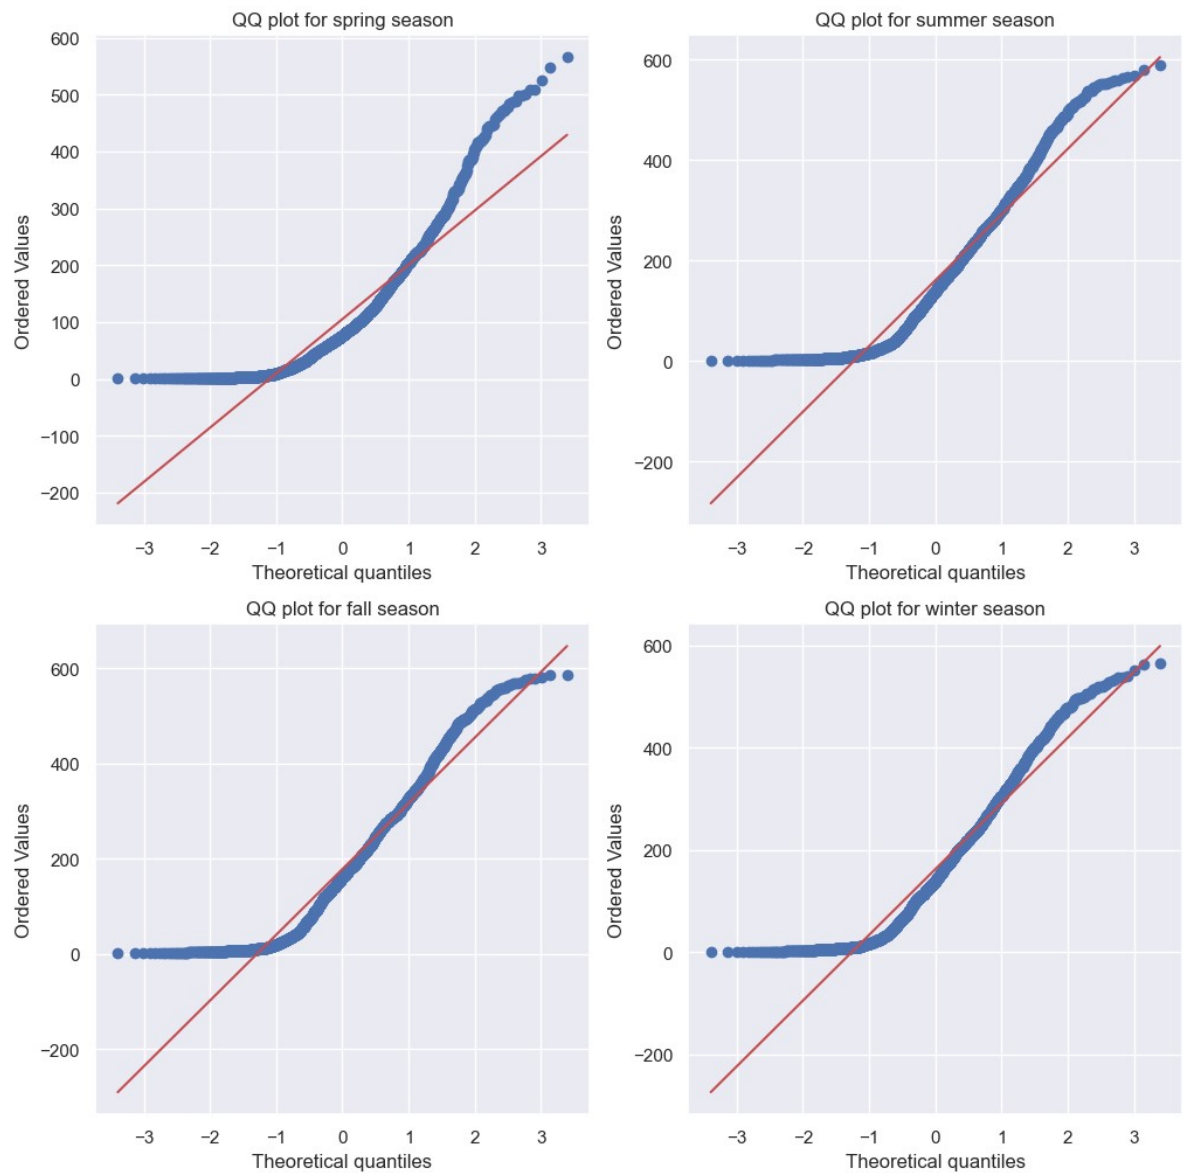 QQ plot for spring season
600
500
400
300
200
100
0
−100
−200
Ordered Values
−3 −2 −1 0 1 2 3
Theoretical quantiles
QQ plot for summer season
600
400
200
0
−200
Ordered Values
−3 −2 −1 0 1 2 3
Theoretical quantiles
QQ plot for fall season
600
400
200
0
−200
Ordered Values
−3 −2 −1 0 1 2 3
Theoretical quantiles
QQ plot for winter season
600
400
200
0
−200
Ordered Values
−3 −2 −1 0 1 2 3
Theoretical quantiles